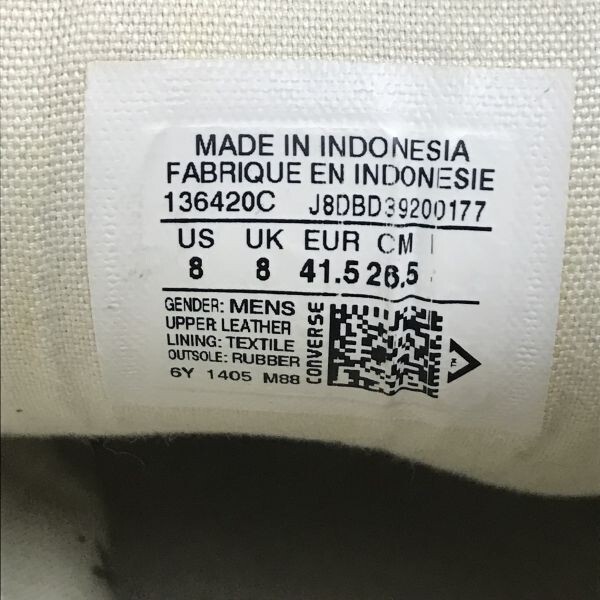 MADE IN INDONESIA
FABRIQUE EN INDONESIE
136420C J8DBD39200177
US UK EUR CM
8 8 41.5 26.5
GENDER: MENS
UPPER: LEATHER
LINING: TEXTILE
OUTSOLE: RUBBER
6Y 1405 M88
CONVERSE
TM